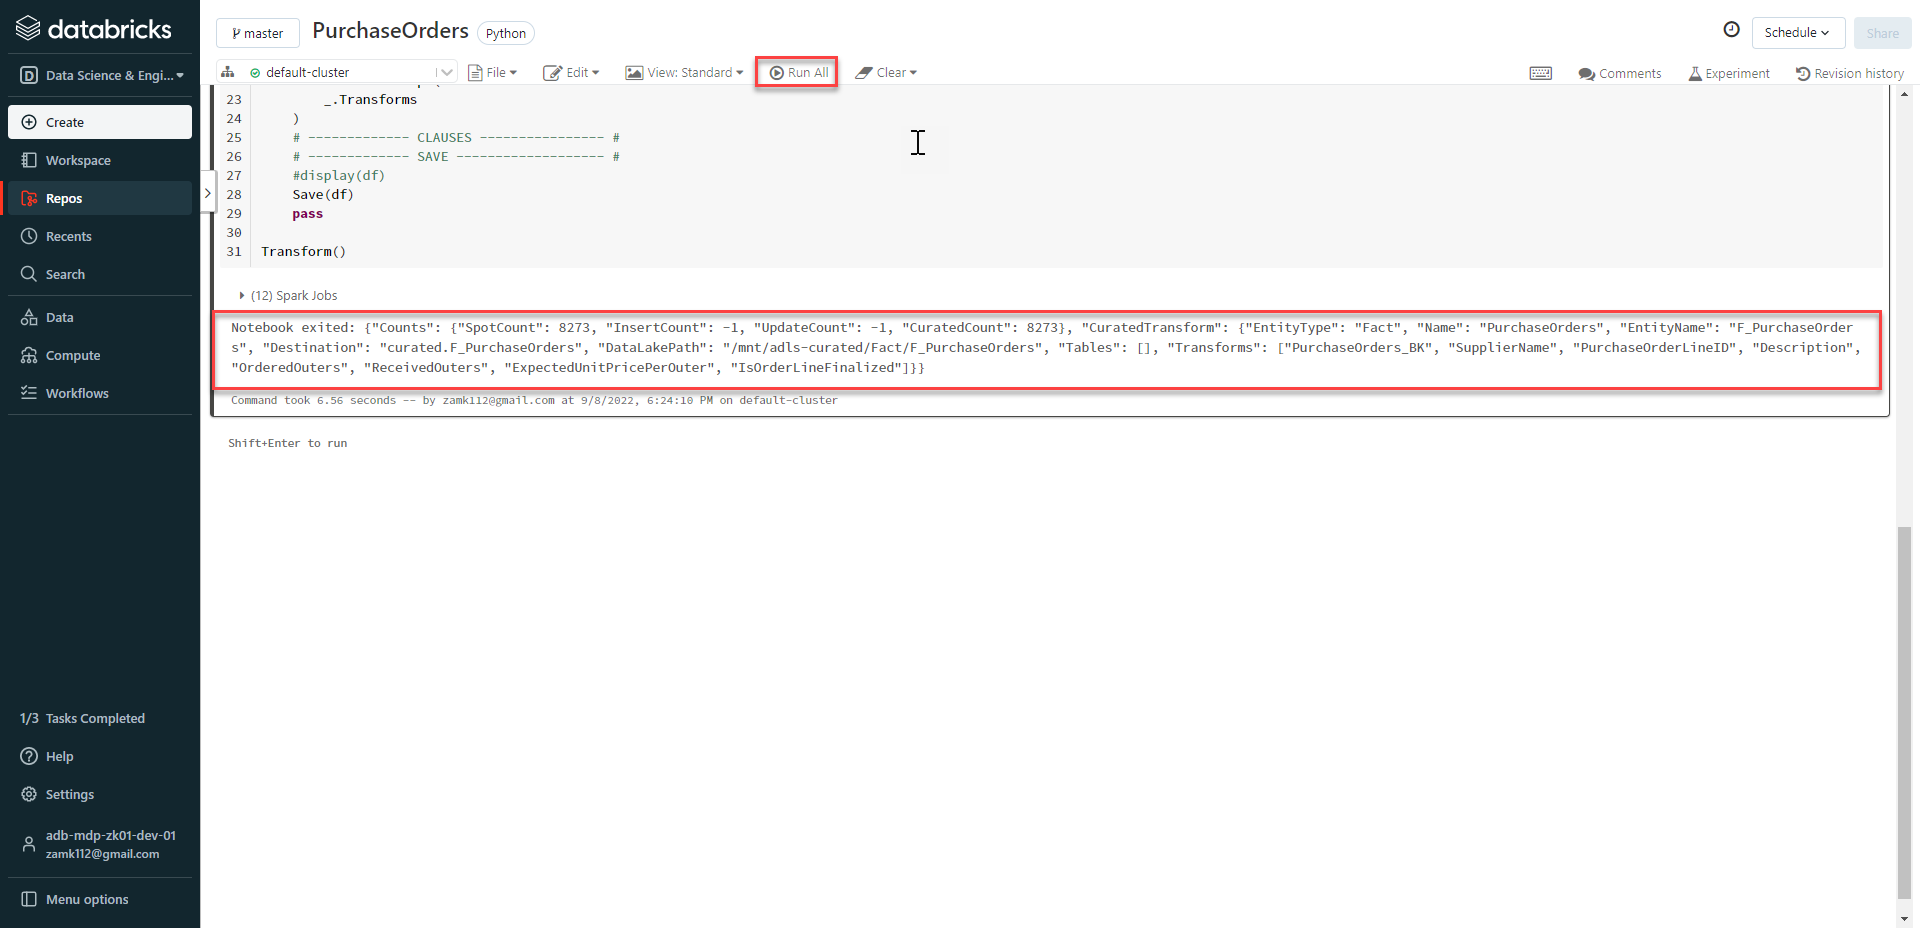 databricks
Data Science & Engi...
Create
Workspace
Repos
Recents
Search
Data
Compute
Workflows
1/3 Tasks Completed
Help
Settings
adb-mdp-zk01-dev-01
zamk112@gmail.com
Menu options
master
PurchaseOrders
Python
Schedule
Share
default-cluster
File
Edit
View: Standard
Run All
Clear
Comments
Experiment
Revision history
23 _.Transforms
24 )
25 # ------------- CLAUSES ---------------- #
26 # ------------- SAVE ------------------- #
27 #display(df)
28 Save(df)
29 pass
30
31 Transform()
(12) Spark Jobs
Notebook exited: {"Counts": {"SpotCount": 8273, "InsertCount": -1, "UpdateCount": -1, "CuratedCount": 8273}, "CuratedTransform": {"EntityType": "Fact", "Name": "PurchaseOrders", "EntityName": "F_PurchaseOrder
s", "Destination": "curated.F_PurchaseOrders", "DataLakePath": "/mnt/adls-curated/Fact/F_PurchaseOrders", "Tables": [], "Transforms": ["PurchaseOrders_BK", "SupplierName", "PurchaseOrderLineID", "Description",
"OrderedOuters", "ReceivedOuters", "ExpectedUnitPricePerOuter", "IsOrderLineFinalized"]}}
Command took 6.56 seconds -- by zamk112@gmail.com at 9/8/2022, 6:24:10 PM on default-cluster
Shift+Enter to run